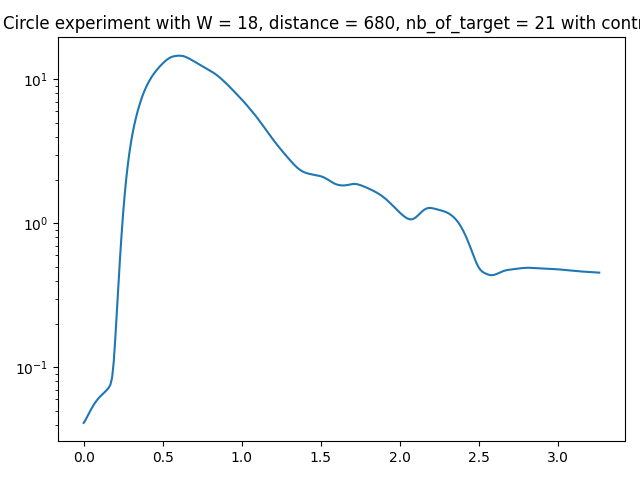 Circle experiment with W = 18, distance = 680, nb_of_target = 21 with
10¹
10⁰
10⁻¹
0.0 0.5 1.0 1.5 2.0 2.5 3.0